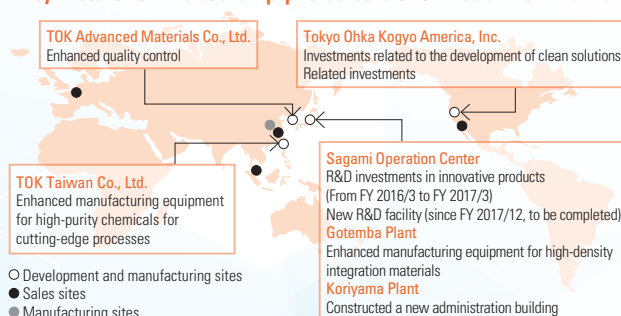 TOK Advanced Materials Co., Ltd.
Enhanced quality control
Tokyo Ohka Kogyo America, Inc.
Investments related to the development of clean solutions
Related investments
TOK Taiwan Co., Ltd.
Enhanced manufacturing equipment
for high-purity chemicals for
cutting-edge processes
Sagami Operation Center
R&D investments in innovative products
(From FY 2016/3 to FY 2017/3)
New R&D facility (since FY 2017/12, to be completed)
Gotemba Plant
Enhanced manufacturing equipment for high-density
integration materials
Koriyama Plant
Constructed a new administration building
Development and manufacturing sites
Sales sites
Manufacturing sites